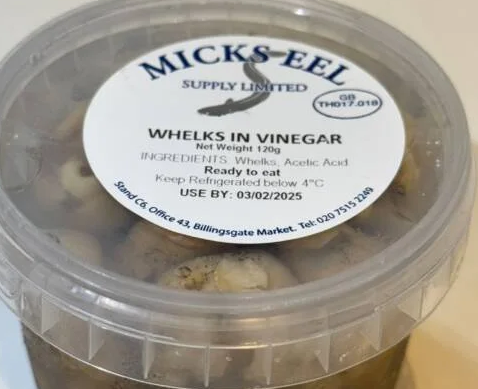 MICKS EEL
SUPPLY LIMITED
GB
TH017.018
WHELKS IN VINEGAR
Net Weight 120g
INGREDIENTS. Whelks, Acetic Acid
Ready to eat
Keep Refrigerated below 4°C
USE BY: 03/02/2025
Stand C6, Office 43, Billingsgate Market. Tel: 020 7515 2249